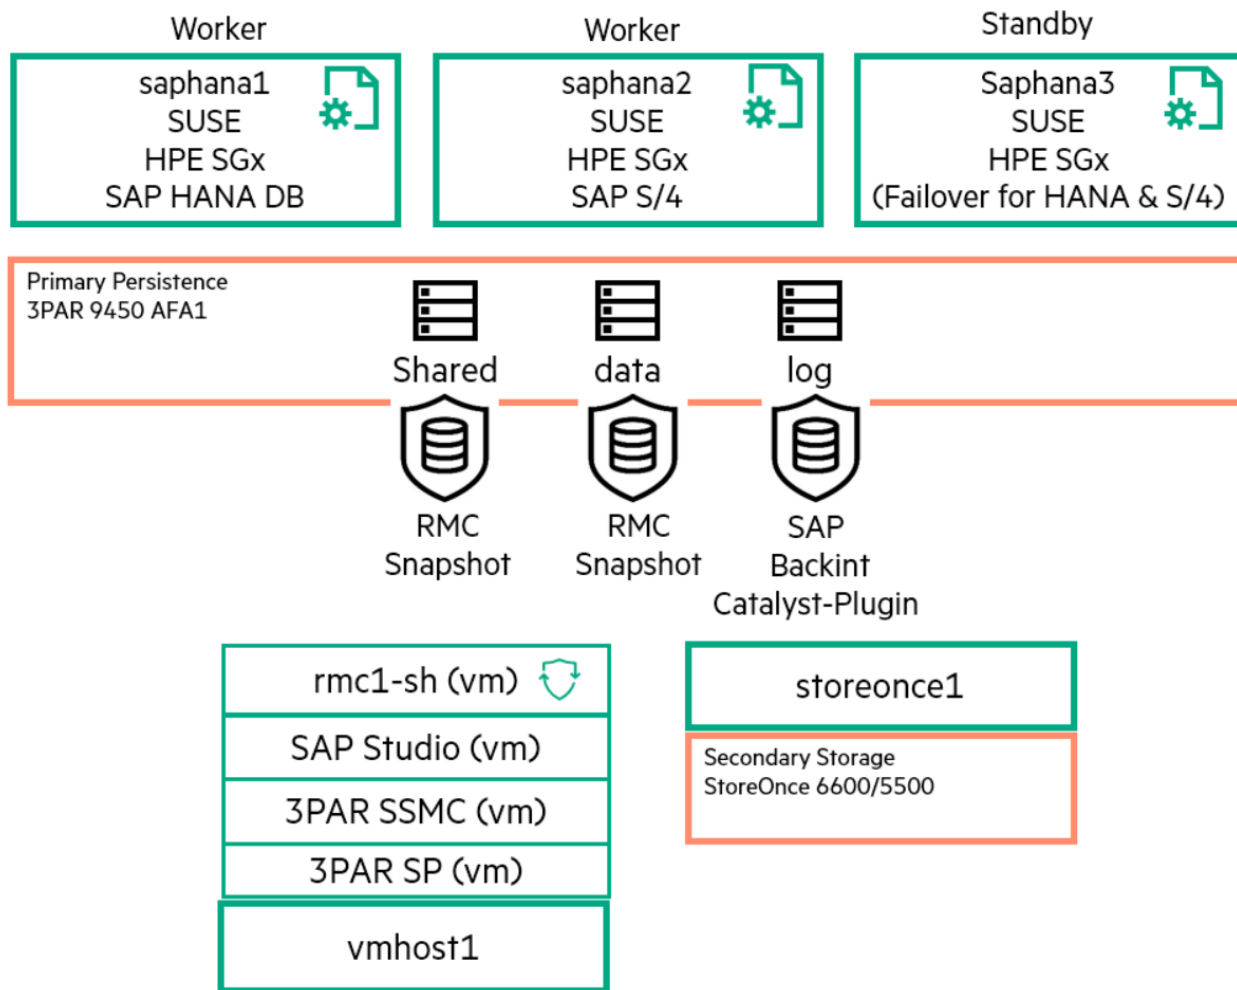 Worker
Worker
Standby
saphana1
SUSE
HPE SGx
SAP HANA DB
saphana2
SUSE
HPE SGx
SAP S/4
Saphana3
SUSE
HPE SGx
(Failover for HANA & S/4)
Primary Persistence
3PAR 9450 AFA1
Shared
data
log
RMC
Snapshot
RMC
Snapshot
SAP
Backint
Catalyst-Plugin
rmc1-sh (vm)
SAP Studio (vm)
3PAR SSMC (vm)
3PAR SP (vm)
vmhost1
storeonce1
Secondary Storage
StoreOnce 6600/5500